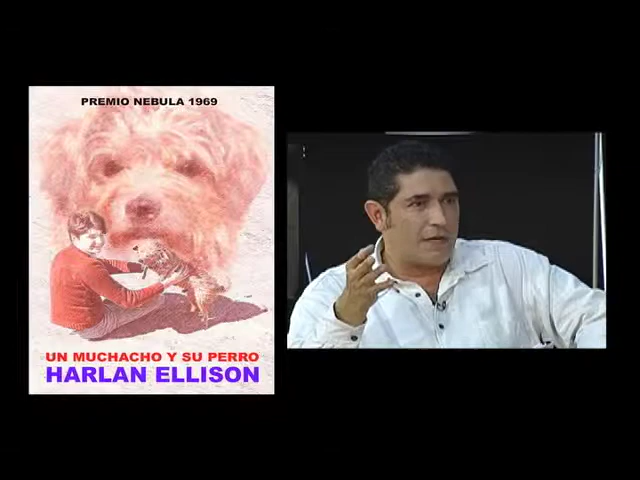 PREMIO NEBULA 1969
UN MUCHACHO Y SU PERRO
HARLAN ELLISON